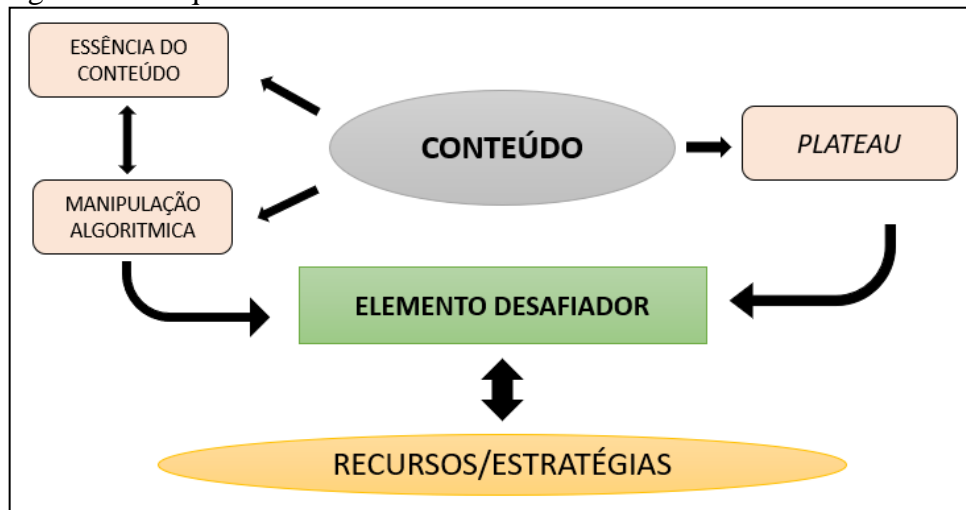 ESSÊNCIA DO
CONTEÚDO
CONTEÚDO
PLATEAU
MANIPULAÇÃO
ALGORITMICA
ELEMENTO DESAFIADOR
RECURSOS/ESTRATÉGIAS